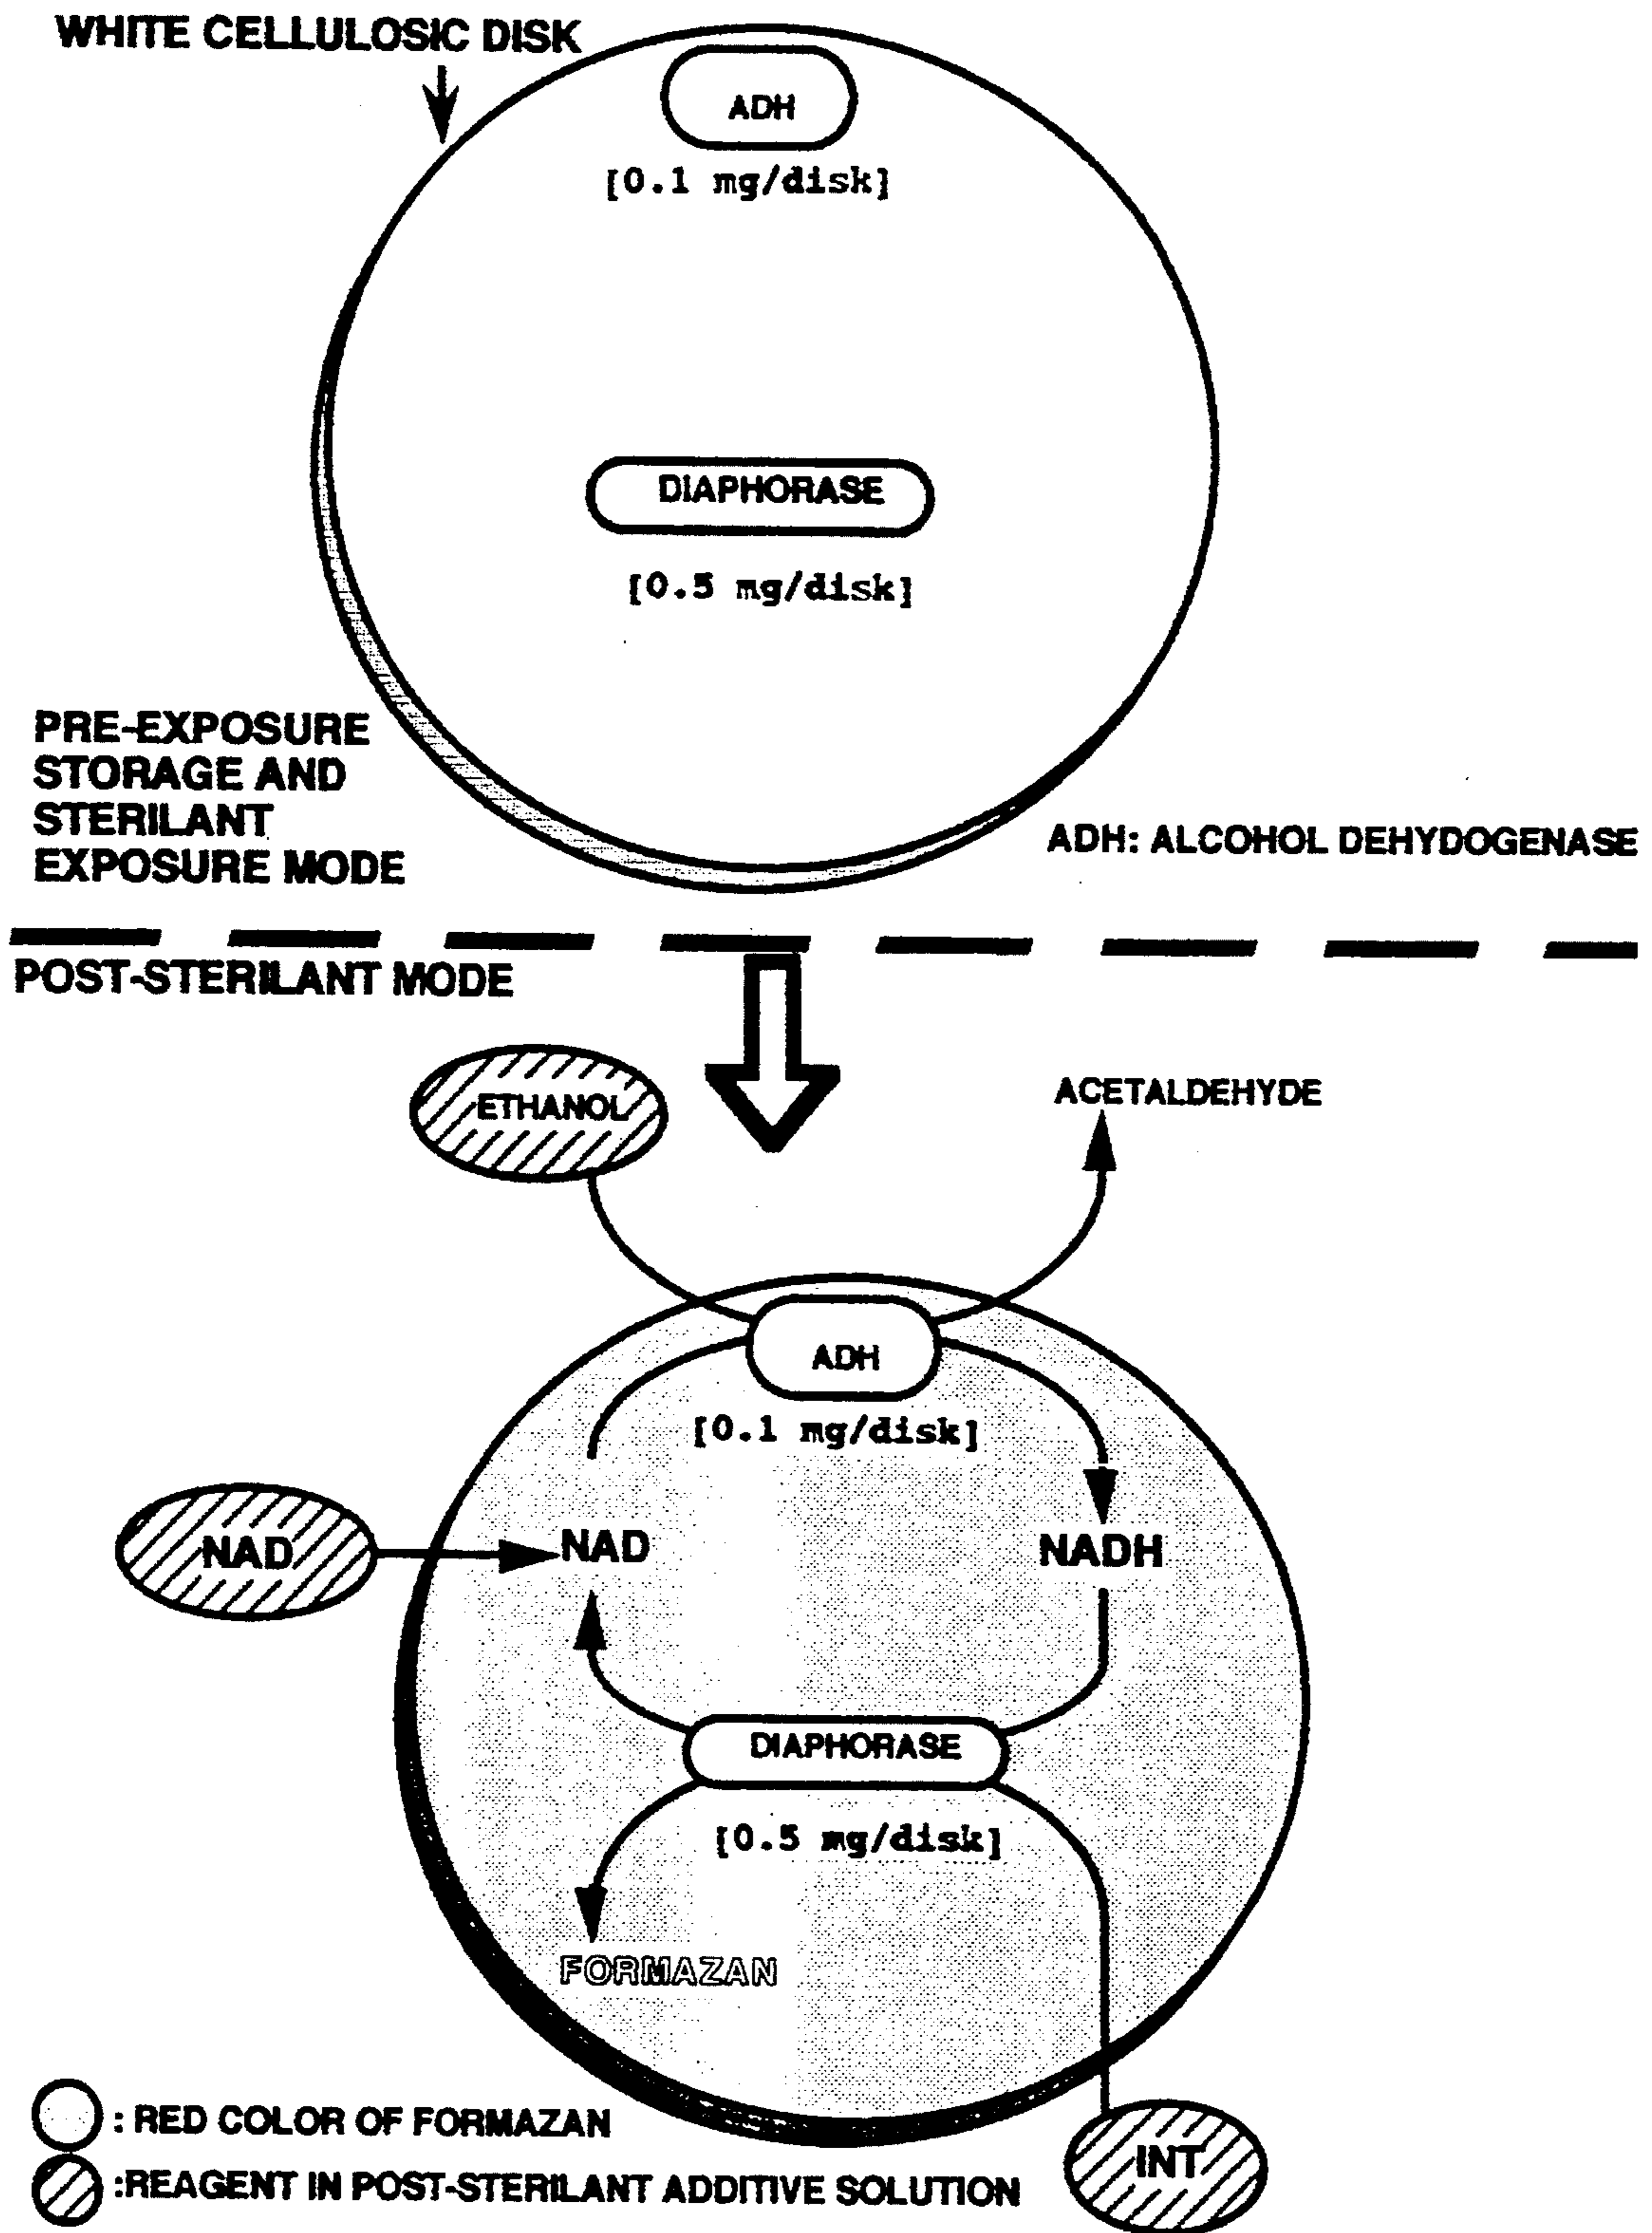 WHITE CELLULOSIC DISK
ADH
[0.1 mg/disk]
DIAPHORASE
[0.5 mg/disk]
PRE-EXPOSURE
STORAGE AND
STERILANT
EXPOSURE MODE
ADH: ALCOHOL DEHYDOGENASE
POST-STERILANT MODE
ETHANOL
ACETALDEHYDE
ADH
[0.1 mg/disk]
NAD
NAD
NADH
DIAPHORASE
[0.5 mg/disk]
FORMAZAN
: RED COLOR OF FORMAZAN
INT
:REAGENT IN POST-STERILANT ADDITIVE SOLUTION